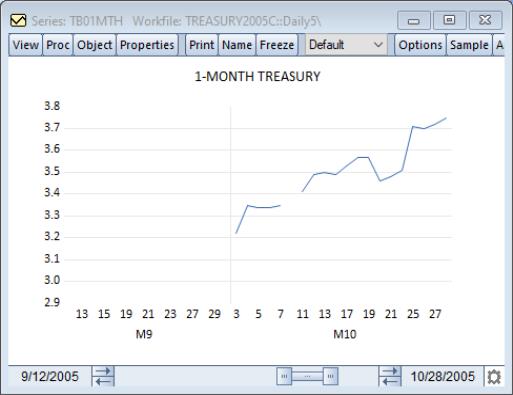 Series: TB01MTH Workfile: TREASURY2005C::Daily5\
View Proc Object Properties Print Name Freeze Default Options Sample A
1-MONTH TREASURY
3.8
3.7
3.6
3.5
3.4
3.3
3.2
3.1
3.0
2.9
13 15 19 21 23 27 29 3 5 7 11 13 17 19 21 25 27
M9 M10
9/12/2005 10/28/2005